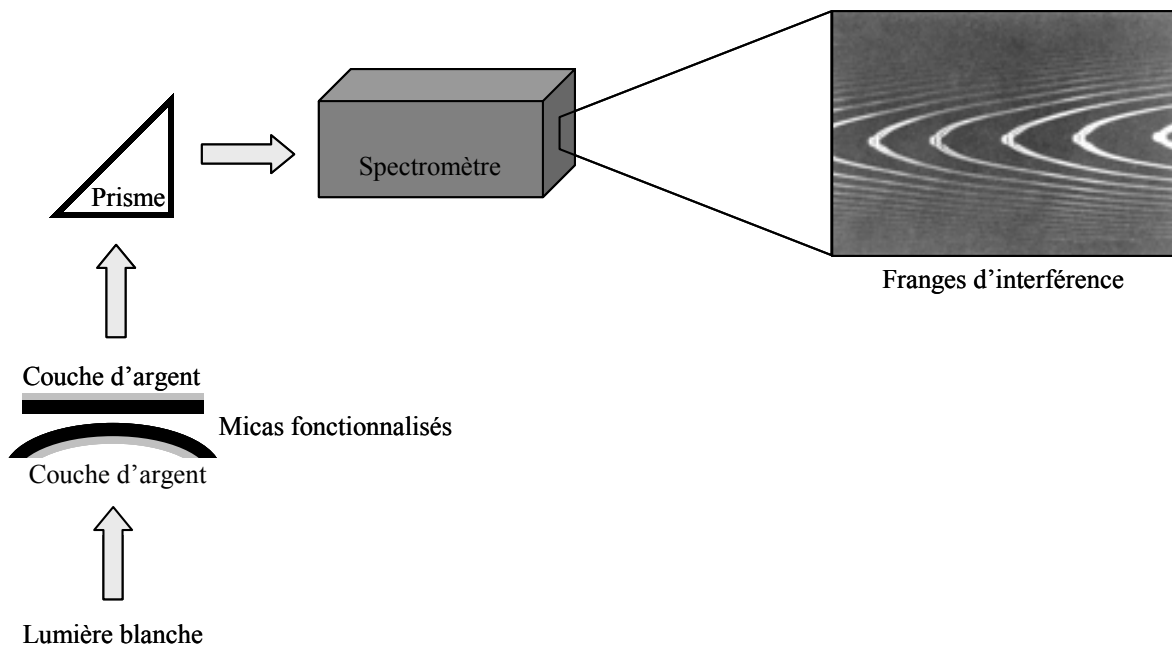 Prisme
Spectromètre
Franges d’interférence
Couche d’argent
Micas fonctionnalisés
Couche d’argent
Lumière blanche